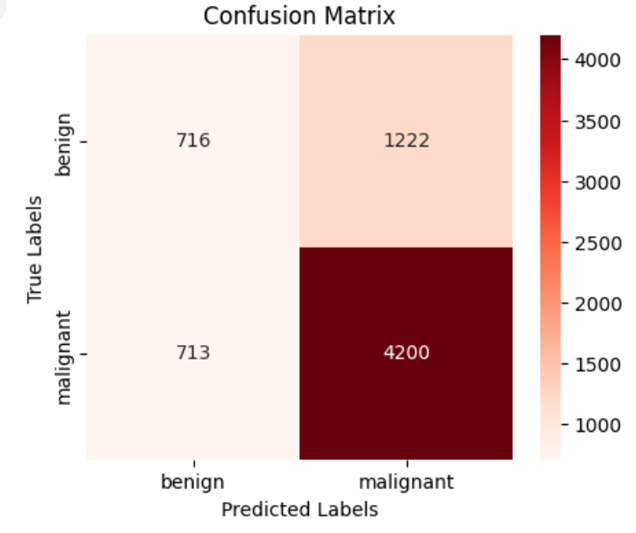 Confusion Matrix
True Labels
benign
716
1222
malignant
713
4200
benign
malignant
Predicted Labels
4000
3500
3000
2500
2000
1500
1000